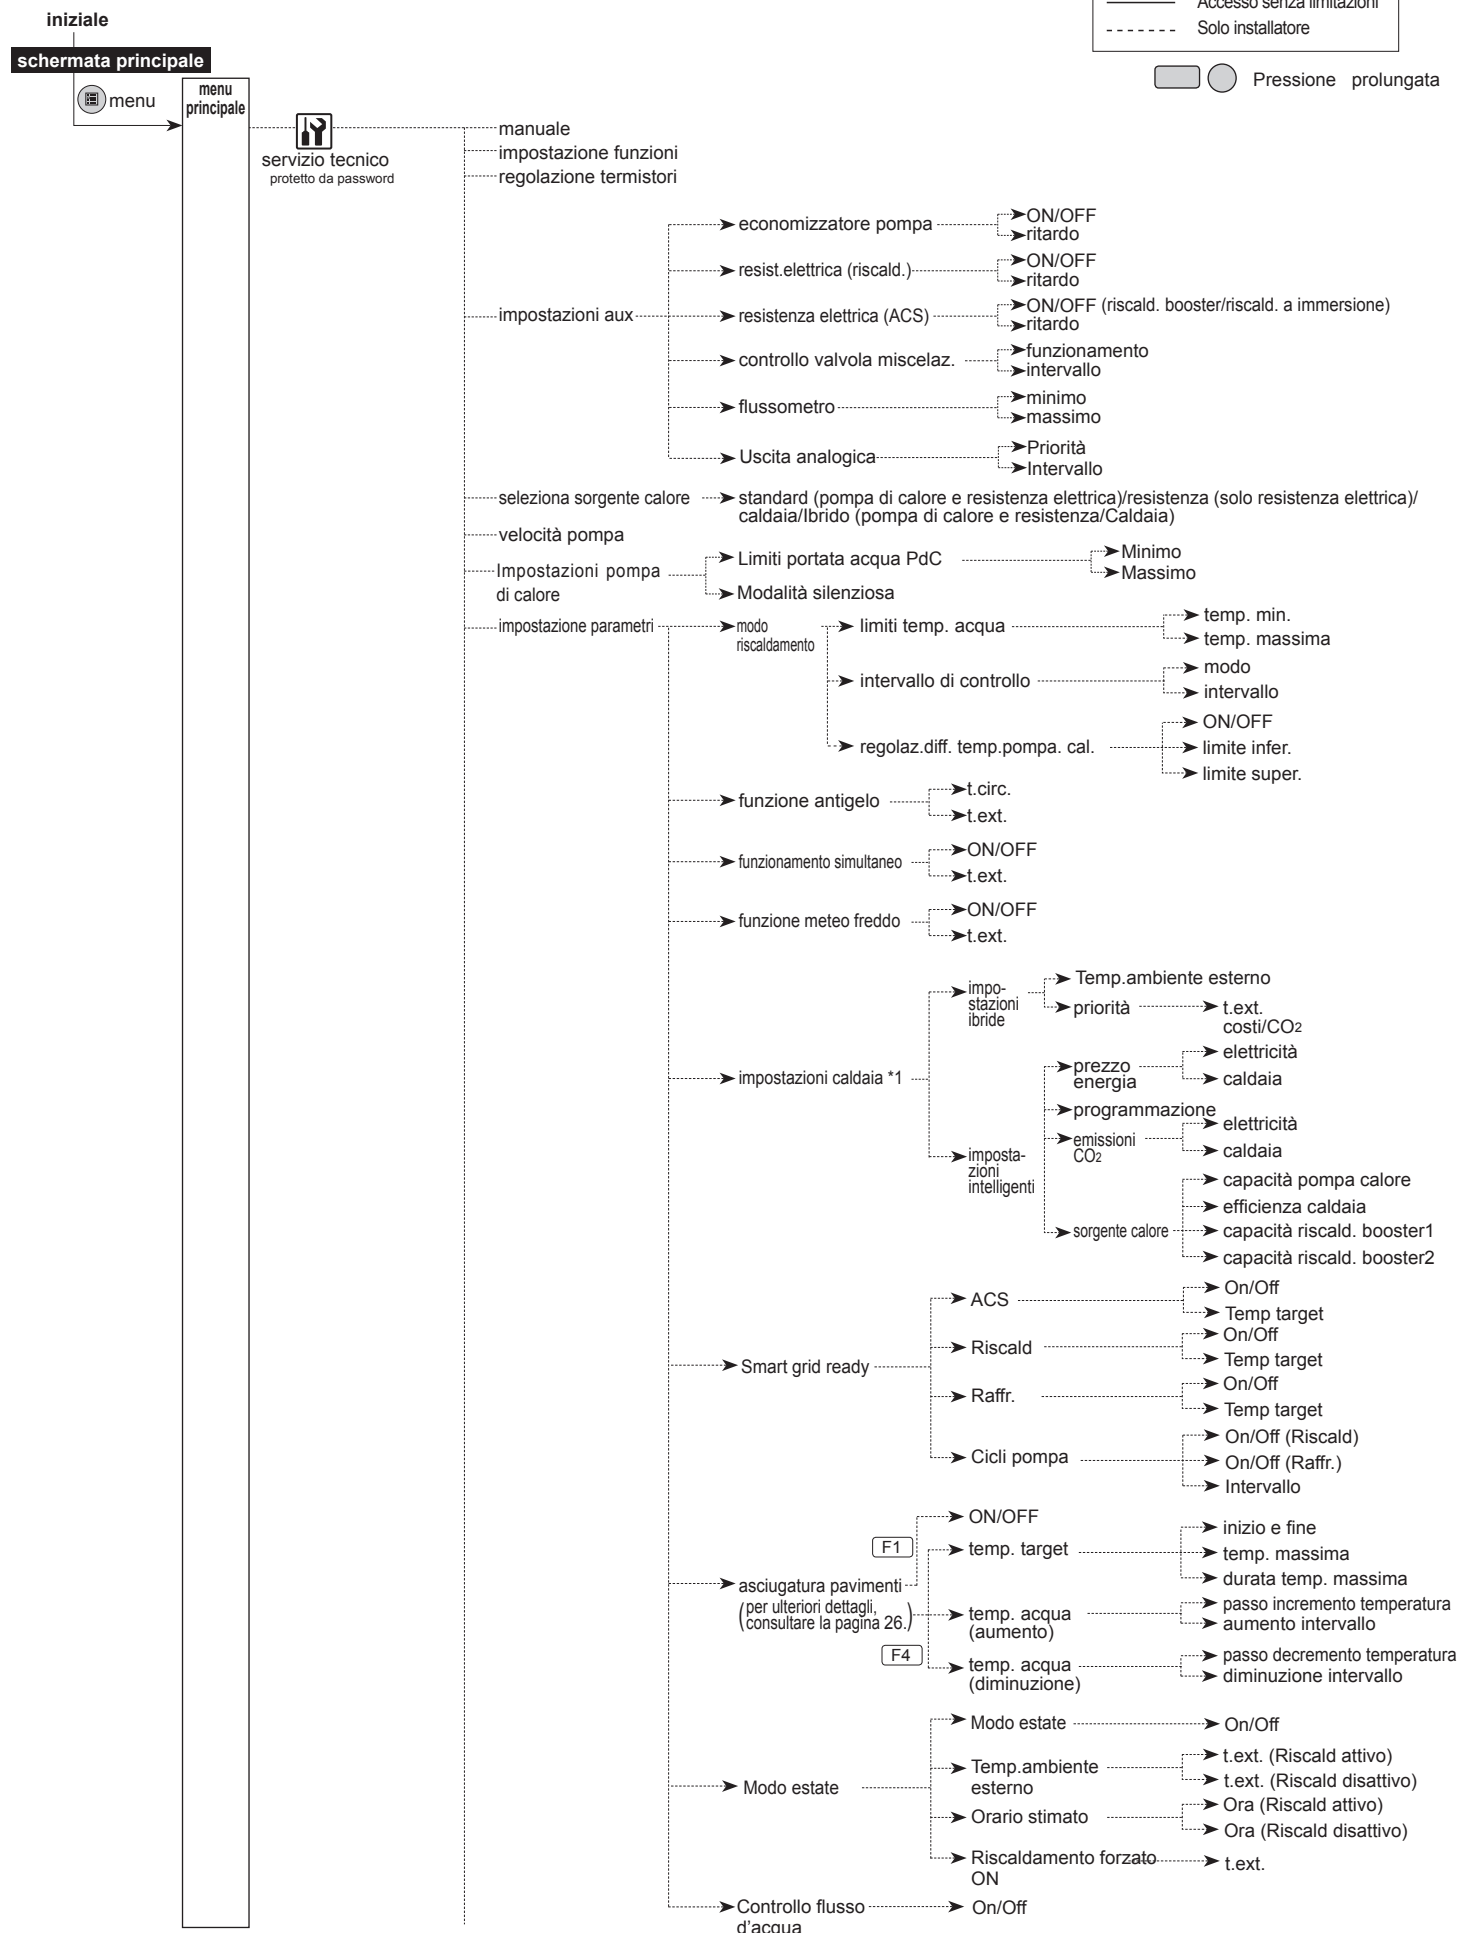 Accesso senza limitazioni
Solo installatore
Pressione prolungata
iniziale
schermata principale
menu
menu
principale
servizio tecnico
protetto da password
manuale
impostazione funzioni
regolazione termistori
impostazioni aux
economizzatore pompa
ON/OFF
ritardo
resist.elettrica (riscald.)
ON/OFF
ritardo
resistenza elettrica (ACS)
ON/OFF (riscald. booster/riscald. a immersione)
ritardo
controllo valvola miscelaz.
funzionamento
intervallo
flussometro
minimo
massimo
Uscita analogica
Priorità
Intervallo
seleziona sorgente calore
standard (pompa di calore e resistenza elettrica)/resistenza (solo resistenza elettrica)/
caldaia/Ibrido (pompa di calore e resistenza/Caldaia)
velocità pompa
Impostazioni pompa
di calore
Limiti portata acqua PdC
Minimo
Massimo
Modalità silenziosa
impostazione parametri
modo
riscaldamento
limiti temp. acqua
temp. min.
temp. massima
intervallo di controllo
modo
intervallo
regolaz.diff. temp.pompa. cal.
ON/OFF
limite infer.
limite super.
funzione antigelo
t.circ.
t.ext.
funzionamento simultaneo
ON/OFF
t.ext.
funzione meteo freddo
ON/OFF
t.ext.
impostazioni caldaia *1
impo-
stazioni
ibride
Temp.ambiente esterno
priorità
t.ext.
costi/CO2
imposta-
zioni
intelligenti
prezzo
energia
elettricità
caldaia
programmazione
emissioni
CO2
elettricità
caldaia
sorgente calore
capacità pompa calore
efficienza caldaia
capacità riscald. booster1
capacità riscald. booster2
Smart grid ready
ACS
On/Off
Temp target
Riscald
On/Off
Temp target
Raffr.
On/Off
Temp target
Cicli pompa
On/Off (Riscald)
On/Off (Raffr.)
Intervallo
asciugatura pavimenti
(per ulteriori dettagli,
consultare la pagina 26.)
F1
ON/OFF
F4
temp. target
inizio e fine
temp. massima
durata temp. massima
temp. acqua
(aumento)
passo incremento temperatura
aumento intervallo
temp. acqua
(diminuzione)
passo decremento temperatura
diminuzione intervallo
Modo estate
Modo estate
On/Off
Temp.ambiente
esterno
t.ext. (Riscald attivo)
t.ext. (Riscald disattivo)
Orario stimato
Ora (Riscald attivo)
Ora (Riscald disattivo)
Riscaldamento forzato
ON
t.ext.
Controllo flusso
d'acqua
On/Off